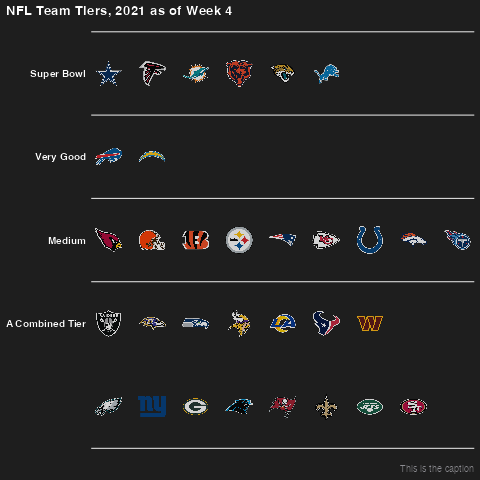 NFL Team Tiers, 2021 as of Week 4
Super Bowl
Very Good
Medium
A Combined Tier
This is the caption